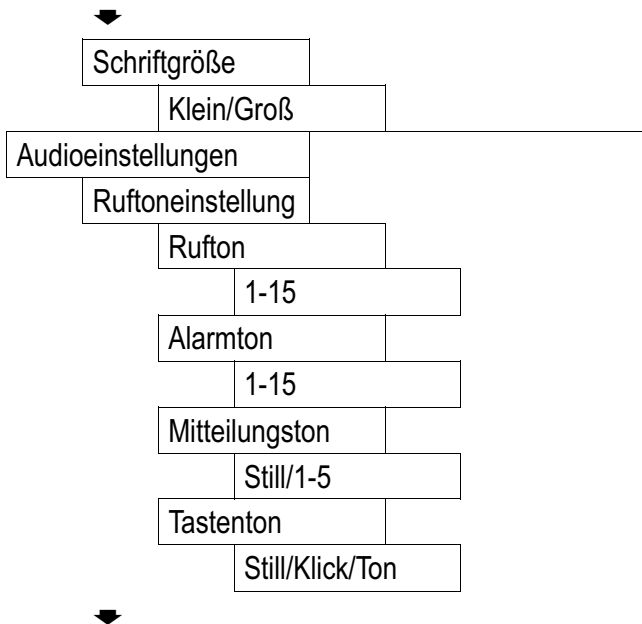 Schriftgröße
Klein/Groß
Audioeinstellungen
Ruftoneinstellung
Rufton
1-15
Alarmton
1-15
Mitteilungston
Still/1-5
Tastenton
Still/Klick/Ton